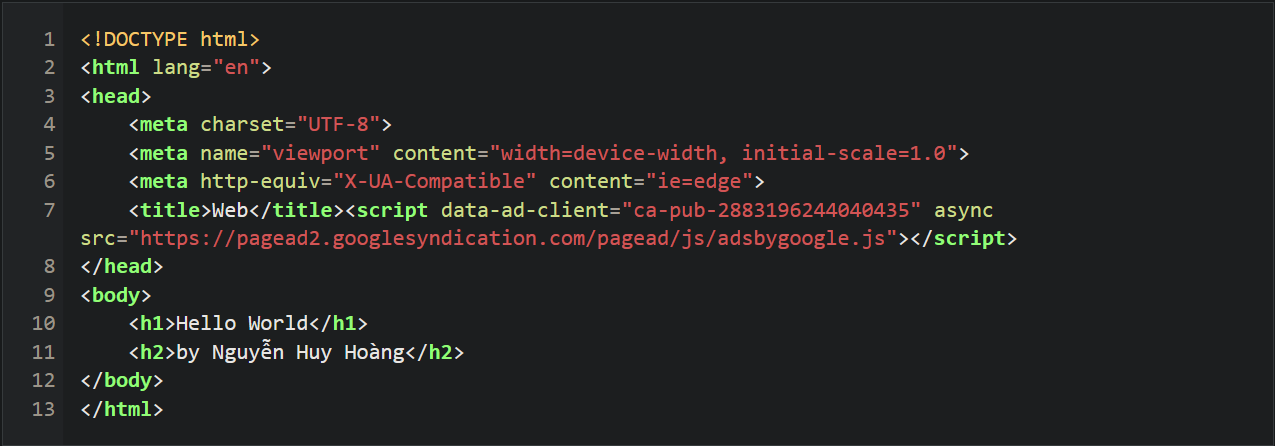 1 <!DOCTYPE html>
2 <html lang="en">
3 <head>
4     <meta charset="UTF-8">
5     <meta name="viewport" content="width=device-width, initial-scale=1.0">
6     <meta http-equiv="X-UA-Compatible" content="ie=edge">
7     <title>Web</title><script data-ad-client="ca-pub-2883196244040435" async
src="https://pagead2.googlesyndication.com/pagead/js/adsbygoogle.js"></script>
8 </head>
9 <body>
10     <h1>Hello World</h1>
11     <h2>by Nguyễn Huy Hoàng</h2>
12 </body>
13 </html>